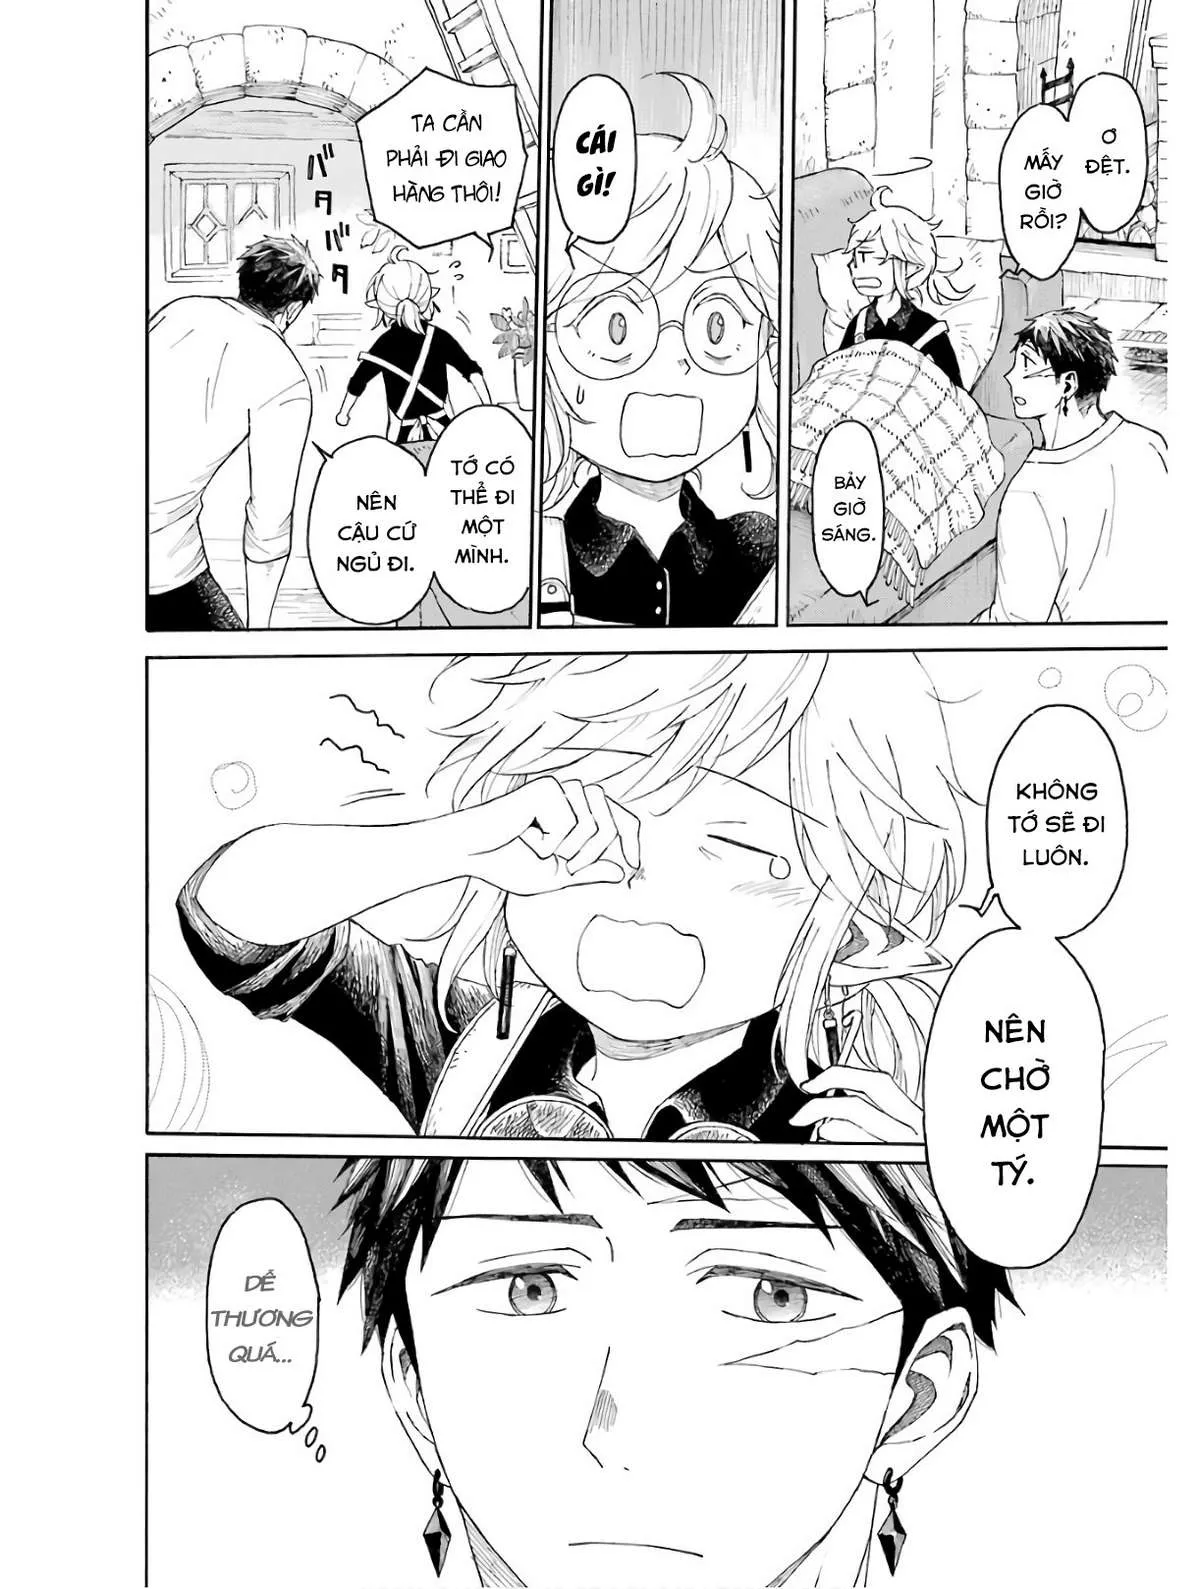 Ơ
ĐỆT.
MẤY
GIỜ
RỒI?
BẢY
GIỜ
SÁNG.
CÁI
GÌ!
TA CẦN
PHẢI ĐI GIAO
HÀNG THÔI!
バタ
バタ
TỚ CÓ
THỂ ĐI
MỘT
MÌNH.
NÊN
CẬU CỨ
NGỦ ĐI.
KHÔNG
TỚ SẼ ĐI
LUÔN.
NÊN
CHỜ
MỘT
TÝ.
DỄ
THƯƠNG
QUÁ...